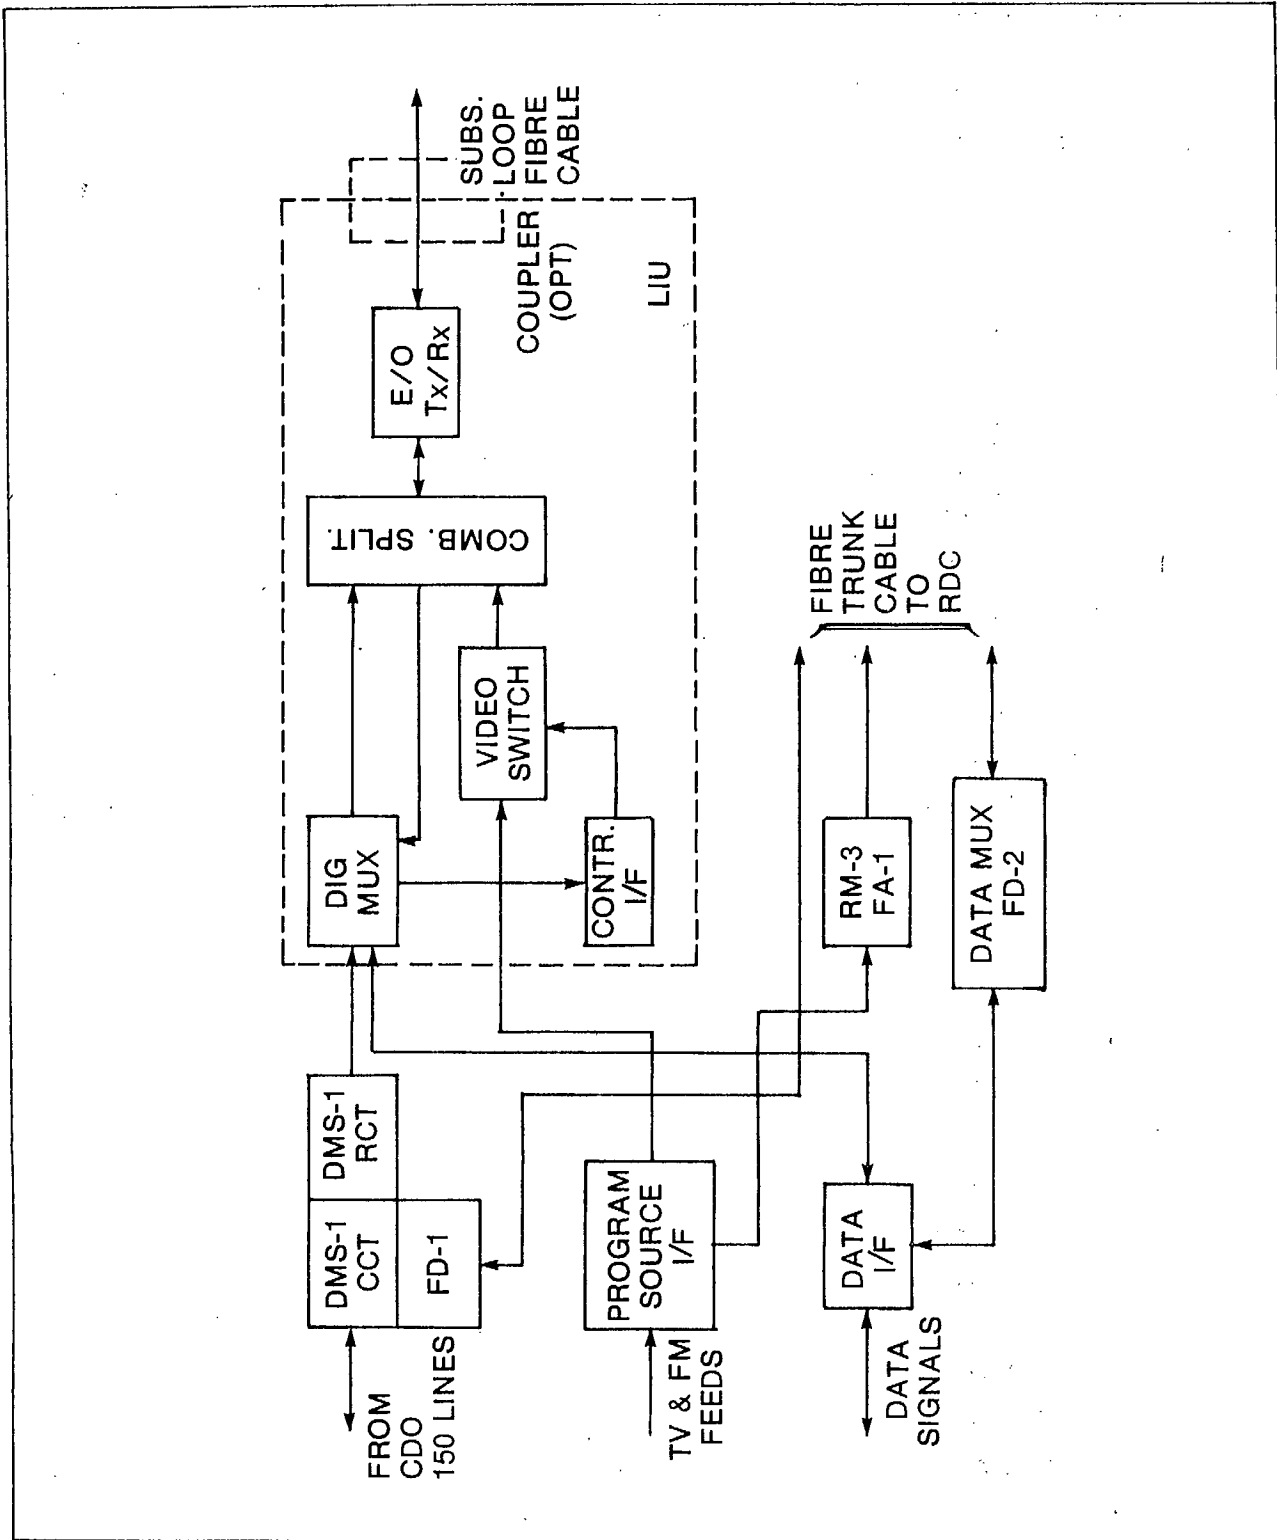 FROM
CDO
150 LINES
DMS-1
CCT
DMS-1
RCT
FD-1
DIG
MUX
COMB. SPLIT.
E/O
Tx/Rx
SUBS.
LOOP
FIBRE
CABLE
COUPLER
(OPT)
LIU
VIDEO
SWITCH
CONTR.
I/F
TV & FM
FEEDS
PROGRAM
SOURCE
I/F
FIBRE
TRUNK
CABLE
TO
RDC
RM-3
FA-1
DATA
SIGNALS
DATA
I/F
DATA MUX
FD-2